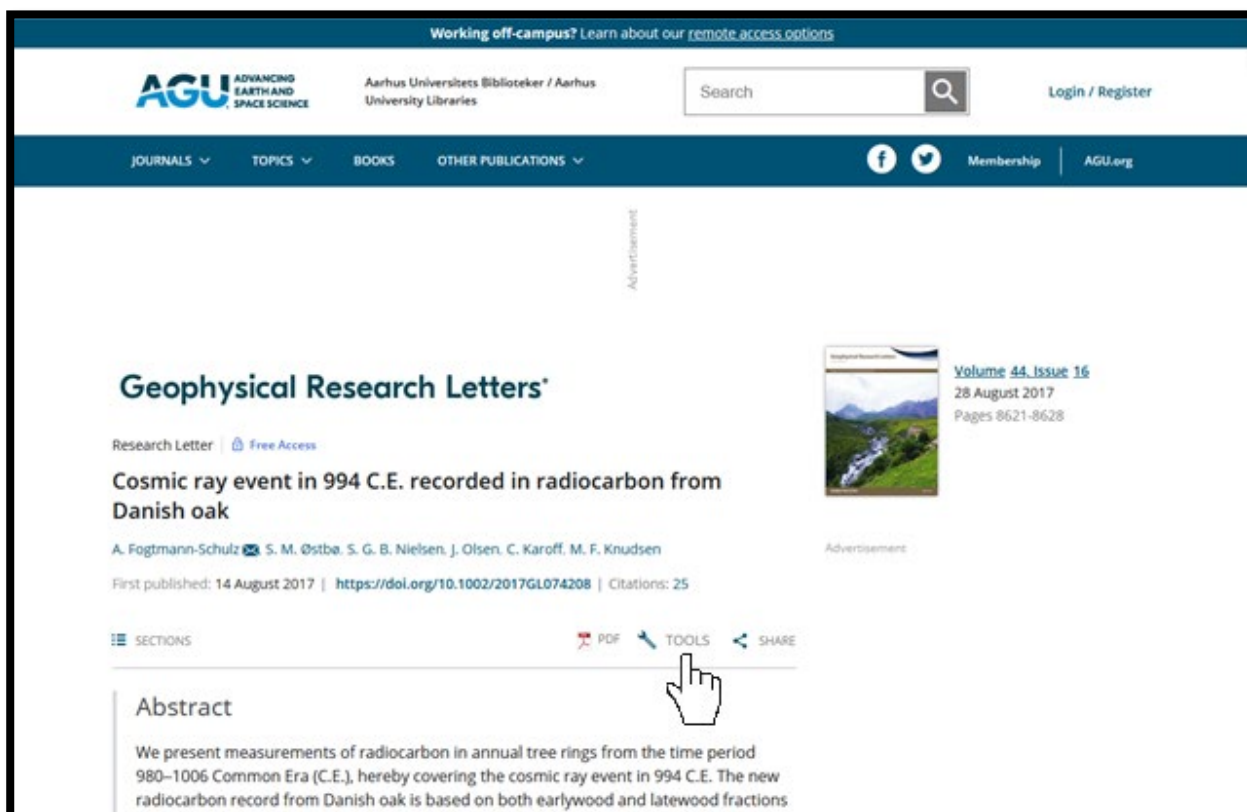 Working off-campus? Learn about our remote access options
AGU ADVANCING EARTH AND SPACE SCIENCE
Aarhus Universitets Biblioteker / Aarhus
University Libraries
Search
Login / Register
JOURNALS
TOPICS
BOOKS
OTHER PUBLICATIONS
Membership
AGU.org
Advertisement
Geophysical Research Letters
Volume 44, Issue 16
28 August 2017
Pages 8621-8628
Research Letter
Free Access
Cosmic ray event in 994 C.E. recorded in radiocarbon from
Danish oak
A. Fogtmann-Schulz, S. M. Østbø, S. G. B. Nielsen, J. Olsen, C. Karoff, M. F. Knudsen
Advertisement
First published: 14 August 2017 | https://doi.org/10.1002/2017GL074208 | Citations: 25
SECTIONS
PDF
TOOLS
SHARE
Abstract
We present measurements of radiocarbon in annual tree rings from the time period
980–1006 Common Era (C.E.), hereby covering the cosmic ray event in 994 C.E. The new
radiocarbon record from Danish oak is based on both earlywood and latewood fractions